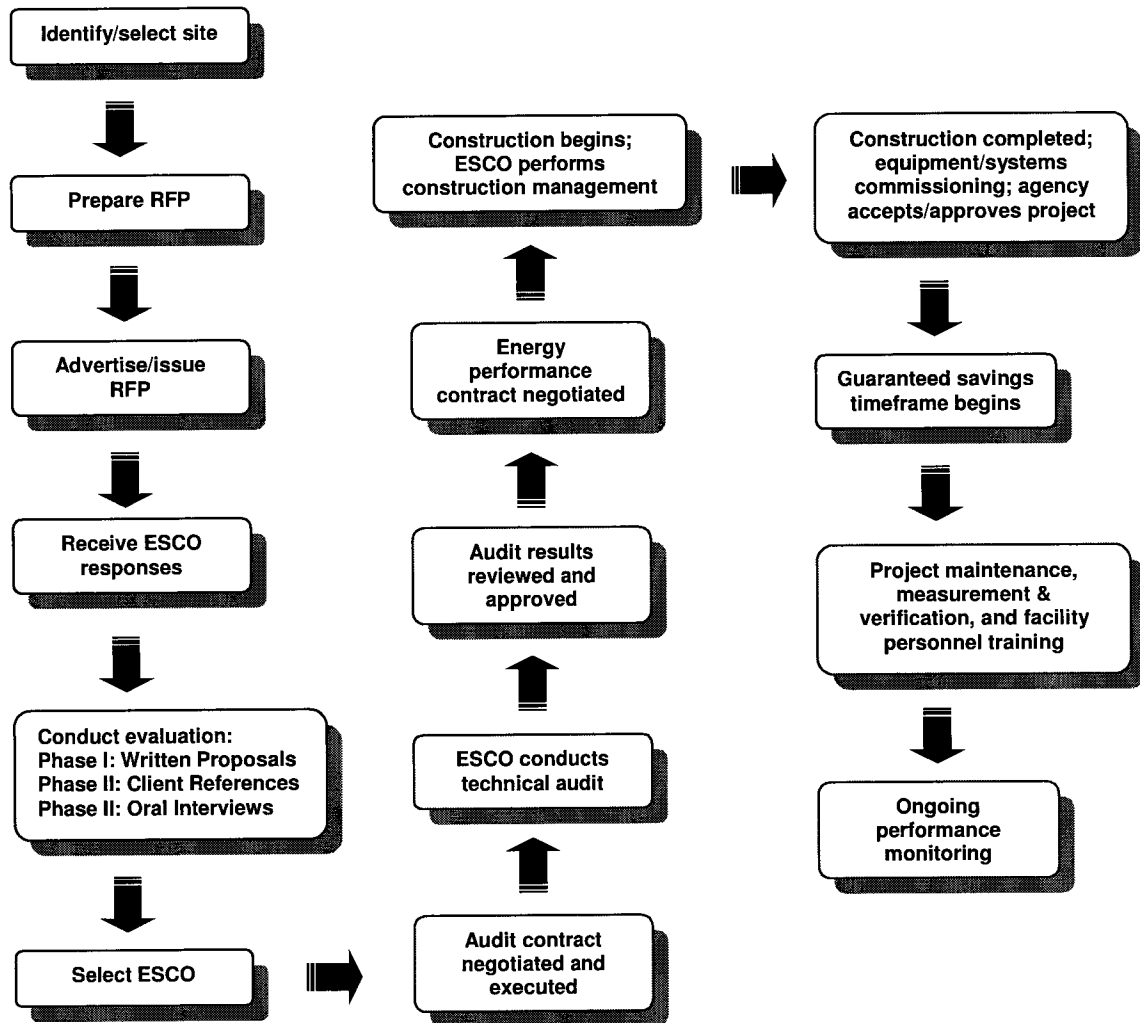 Identify/select site
Prepare RFP
Advertise/issue
RFP
Receive ESCO
responses
Conduct evaluation:
Phase I: Written Proposals
Phase II: Client References
Phase II: Oral Interviews
Select ESCO
Audit contract
negotiated and
executed
ESCO conducts
technical audit
Audit results
reviewed and
approved
Energy
performance
contract negotiated
Construction begins;
ESCO performs
construction management
Construction completed;
equipment/systems
commissioning; agency
accepts/approves project
Guaranteed savings
timeframe begins
Project maintenance,
measurement &
verification, and facility
personnel training
Ongoing
performance
monitoring